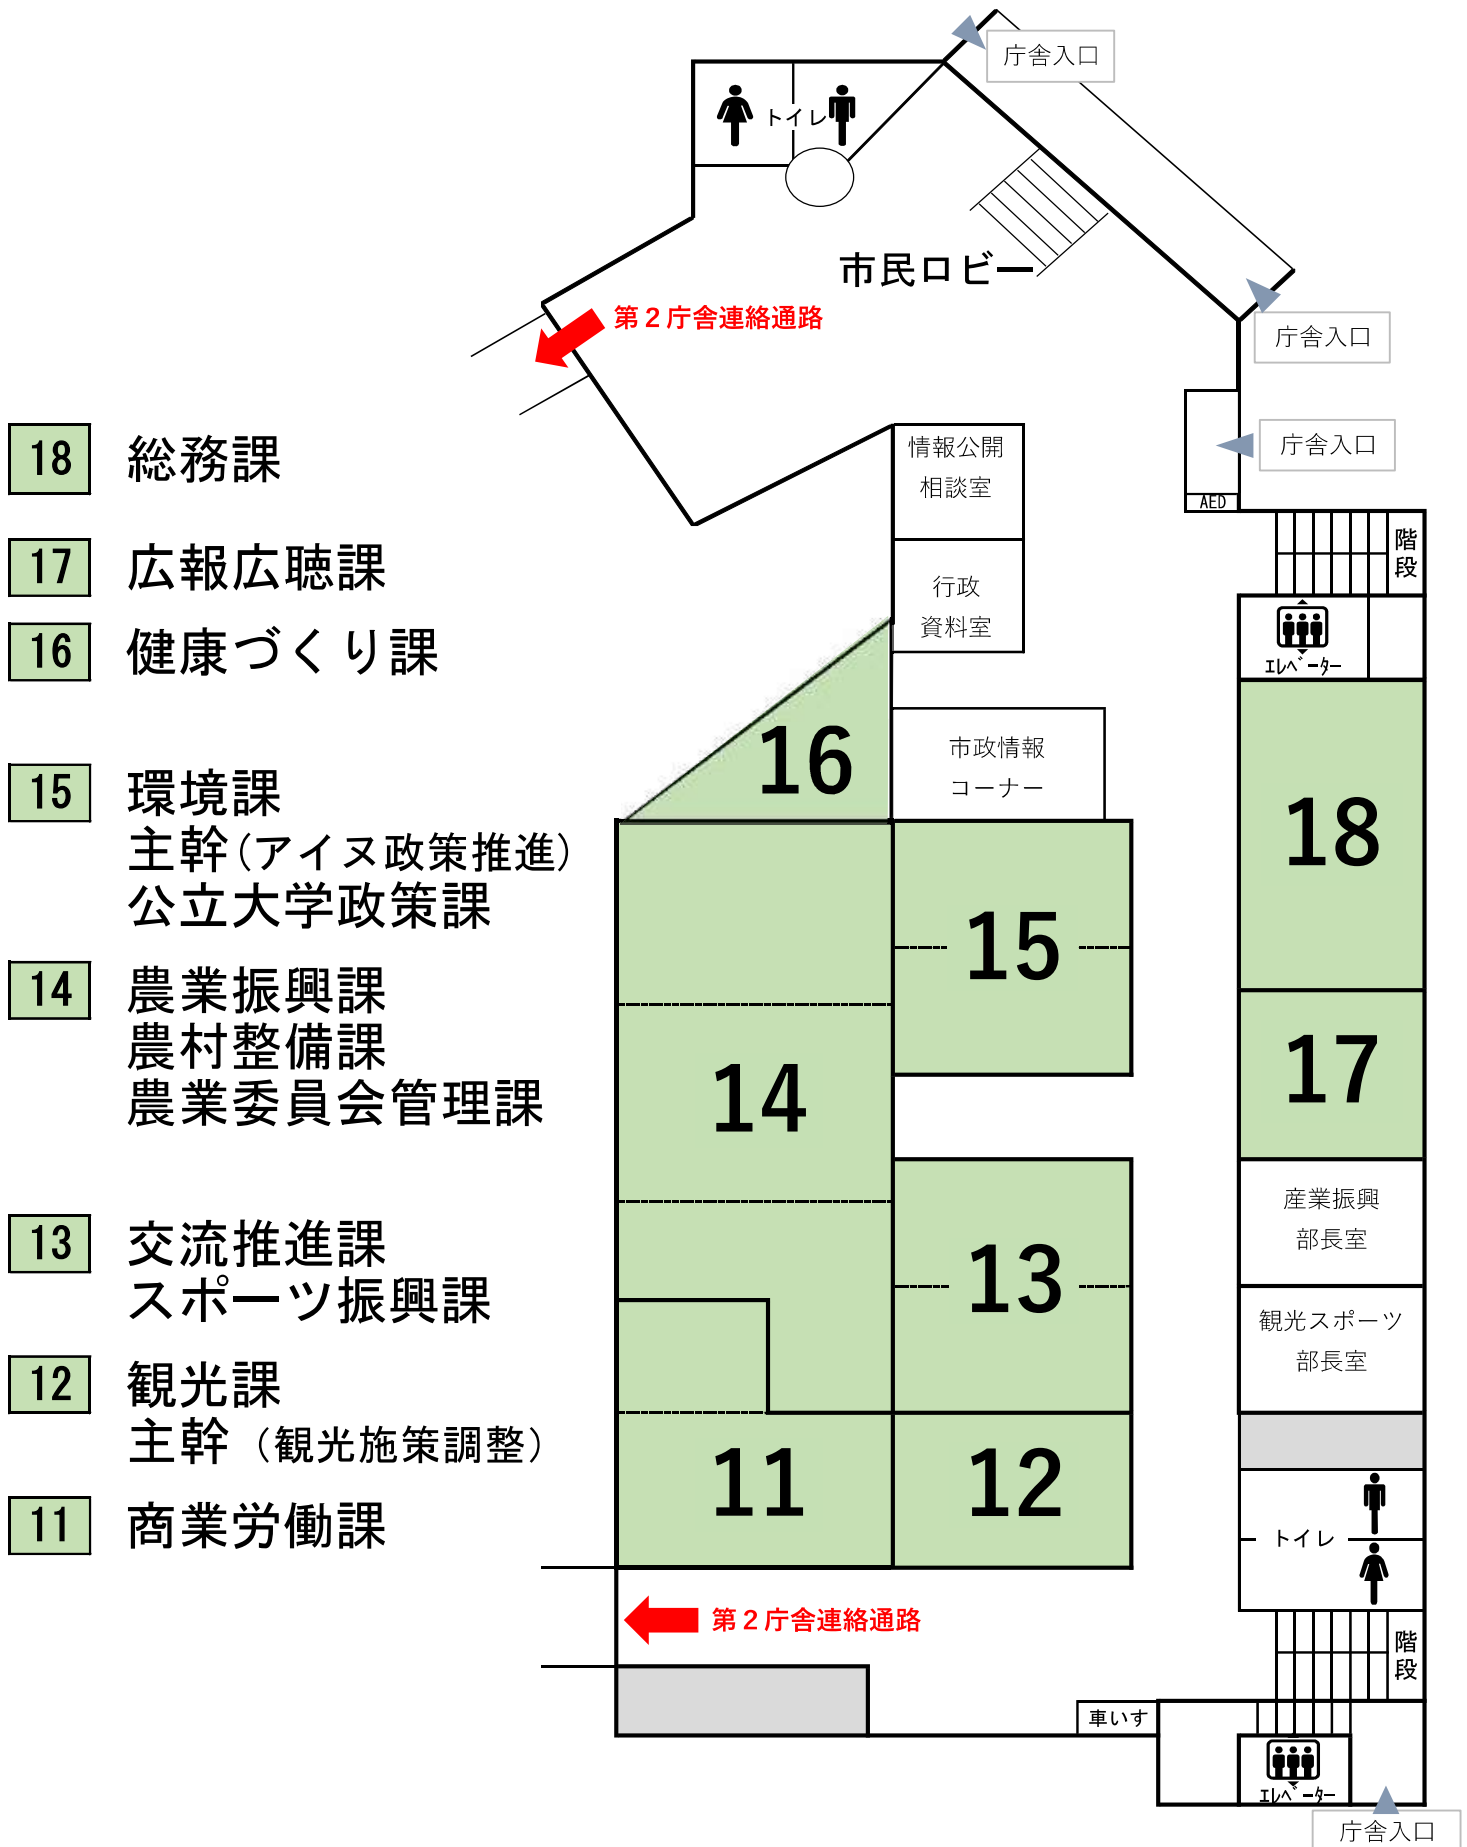 庁舎入口
トイレ
市民ロビー
第２庁舎連絡通路
庁舎入口
庁舎入口
AED
階段
エレベーター
情報公開
相談室
行政
資料室
市政情報
コーナー
18 総務課
17 広報広聴課
16 健康づくり課
15 環境課
主幹(アイヌ政策推進)
公立大学政策課
14 農業振興課
農村整備課
農業委員会管理課
13 交流推進課
スポーツ振興課
12 観光課
主幹（観光施策調整）
11 商業労働課
16
18
15
17
14
産業振興
部長室
13
観光スポーツ
部長室
11
12
トイレ
第２庁舎連絡通路
階段
車いす
エレベーター
庁舎入口